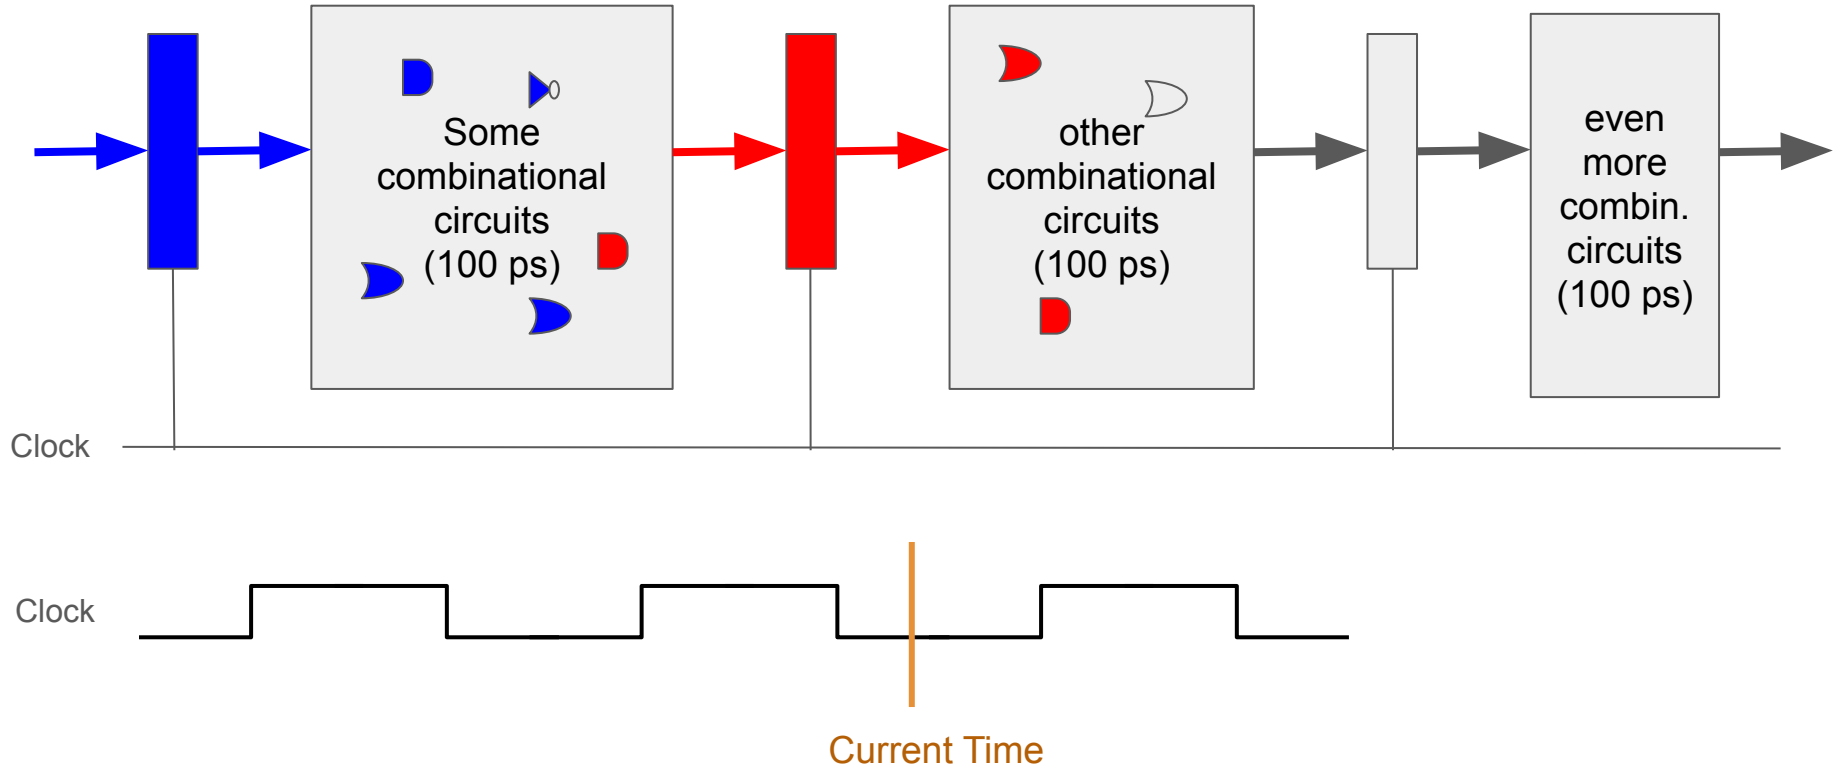 Some
combinational
circuits
(100 ps)
other
combinational
circuits
(100 ps)
even
more
combin.
circuits
(100 ps)
Clock
Clock
Current Time